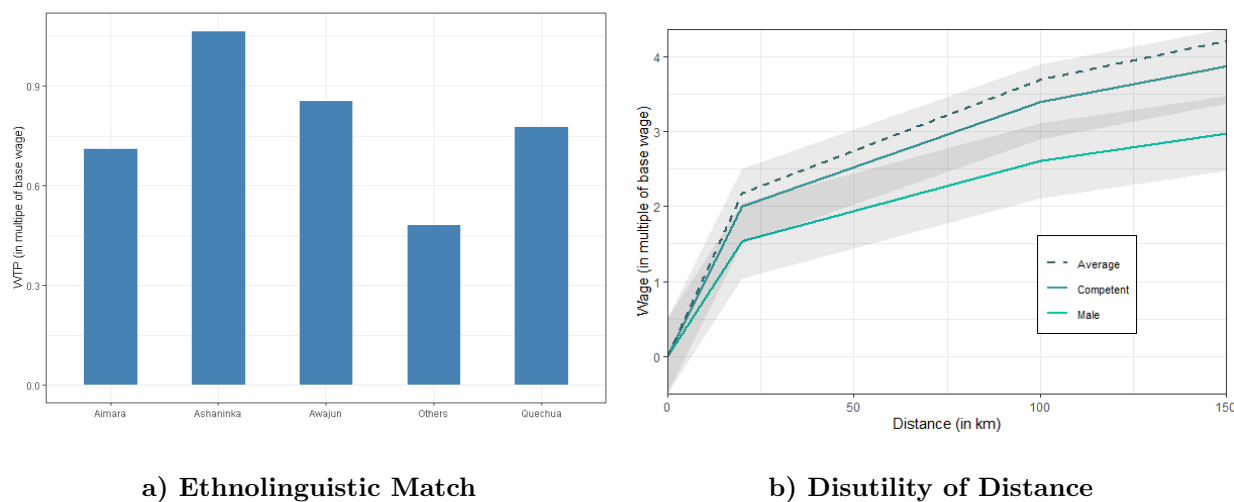 WTP (in multipe of base wage)
0.9
0.6
0.3
0.0
Aimara Ashaninka Awajun Others Quechua
a) Ethnolinguistic Match
Wage (in multiple of base wage)
4
3
2
1
0
Average
Competent
Male
0 50 100 150
Distance (in km)
b) Disutility of Distance